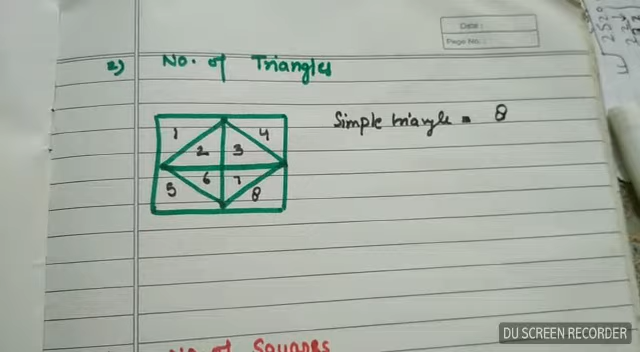 Date :
Page No. :
2) No. of Triangles
Simple triangle = 8
1 4
2 3
5 6 7 8
No of Squares
DU SCREEN RECORDER